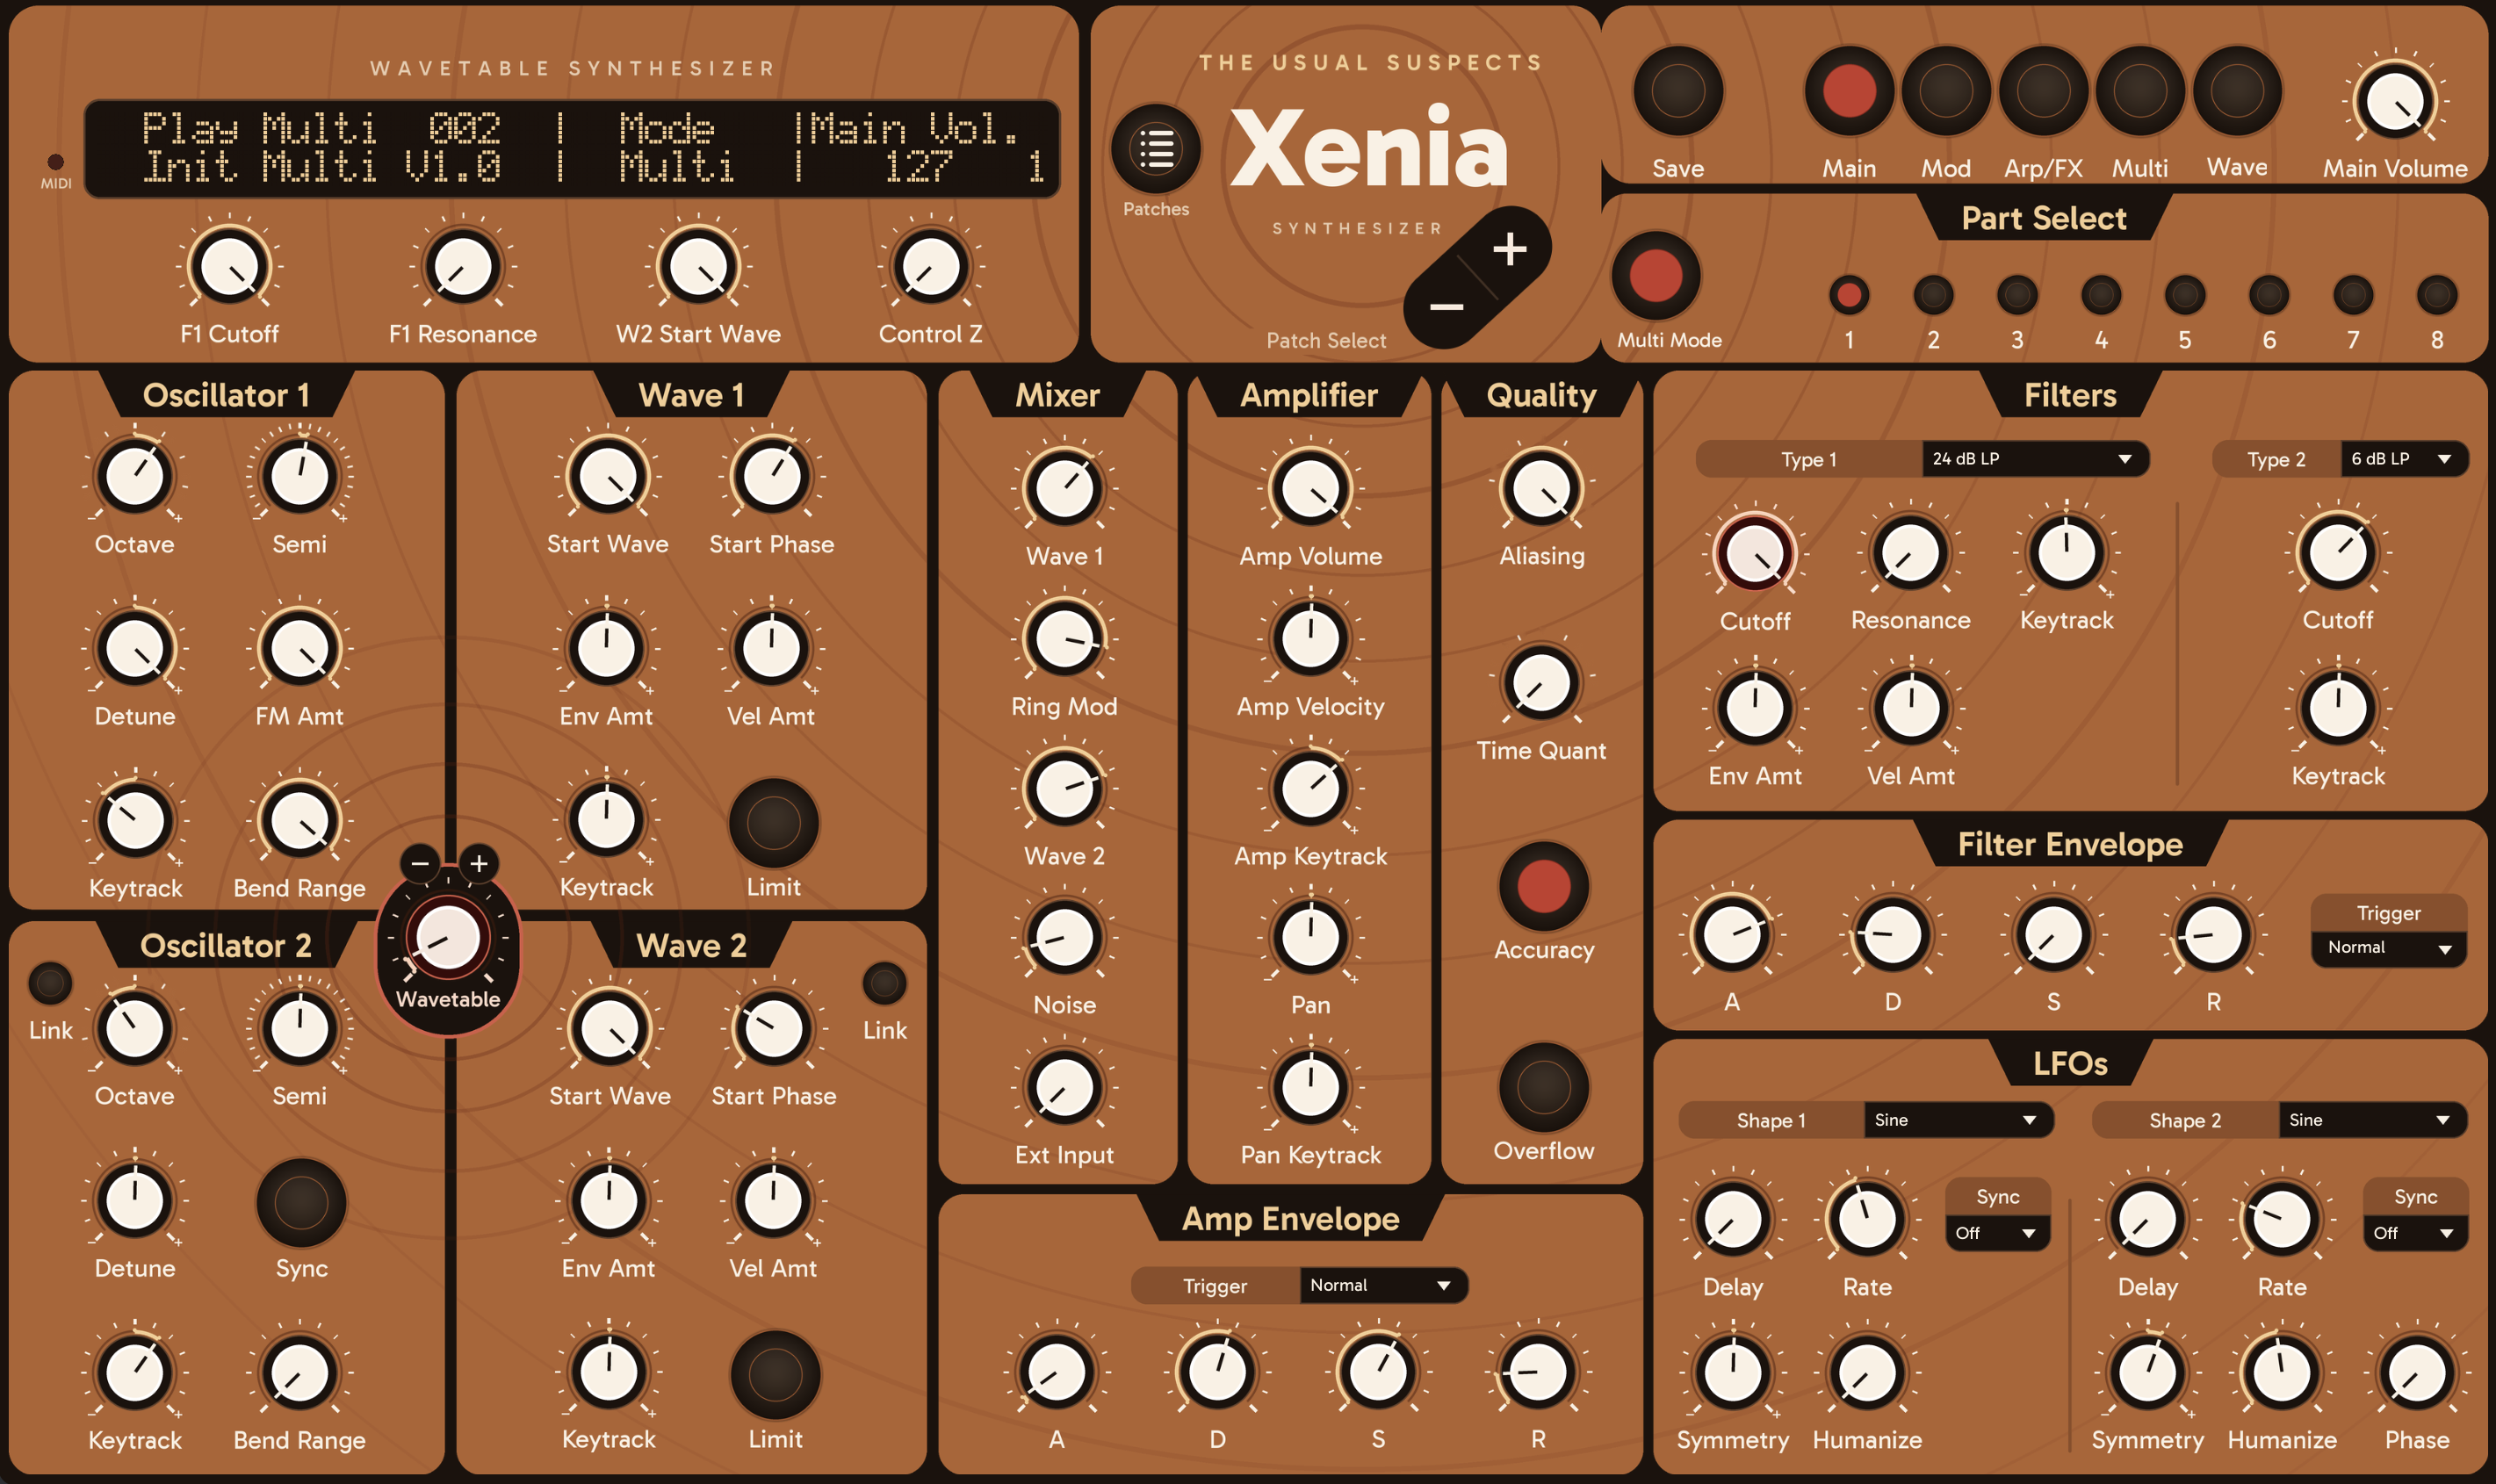 WAVETABLE SYNTHESIZER
Play Multi 002 | Mode |Main Vol.
Init Multi V1.0 | Multi | 127 1
MIDI
F1 Cutoff
F1 Resonance
W2 Start Wave
Control Z
THE USUAL SUSPECTS
Xenia
SYNTHESIZER
Patches
+
−
Patch Select
Save
Main
Mod
Arp/FX
Multi
Wave
Main Volume
Part Select
Multi Mode
1
2
3
4
5
6
7
8
Oscillator 1
Octave
Semi
Detune
FM Amt
Keytrack
Bend Range
Wave 1
Start Wave
Start Phase
Env Amt
Vel Amt
Keytrack
Limit
− +
Wavetable
Oscillator 2
Link
Octave
Semi
Detune
Sync
Keytrack
Bend Range
Wave 2
Link
Start Wave
Start Phase
Env Amt
Vel Amt
Keytrack
Limit
Mixer
Wave 1
Ring Mod
Wave 2
Noise
Ext Input
Amplifier
Amp Volume
Amp Velocity
Amp Keytrack
Pan
Pan Keytrack
Quality
Aliasing
Time Quant
Accuracy
Overflow
Amp Envelope
Trigger
Normal
A
D
S
R
Filters
Type 1
24 dB LP
Type 2
6 dB LP
Cutoff
Resonance
Keytrack
Cutoff
Env Amt
Vel Amt
Keytrack
Filter Envelope
A
D
S
R
Trigger
Normal
LFOs
Shape 1
Sine
Shape 2
Sine
Delay
Rate
Sync
Off
Delay
Rate
Sync
Off
Symmetry
Humanize
Symmetry
Humanize
Phase